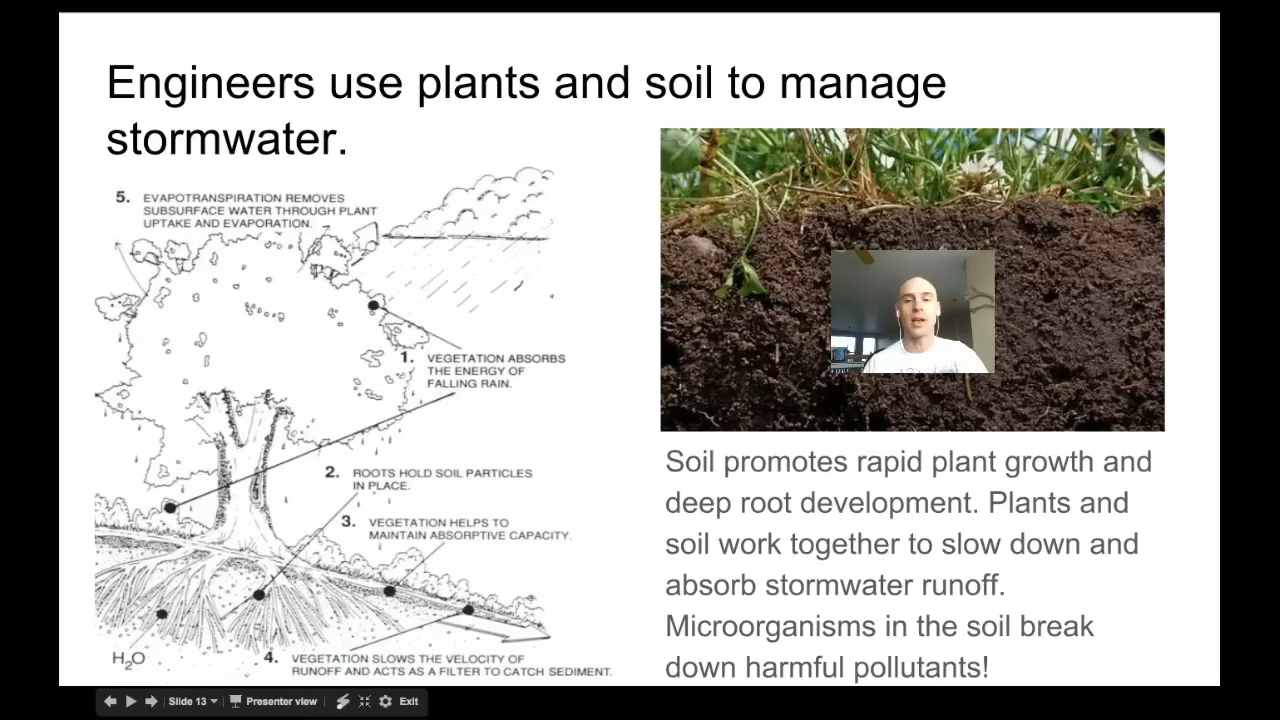 Engineers use plants and soil to manage
stormwater.
5. EVAPOTRANSPIRATION REMOVES
SUBSURFACE WATER THROUGH PLANT
UPTAKE AND EVAPORATION.
1. VEGETATION ABSORBS
THE ENERGY OF
FALLING RAIN.
2. ROOTS HOLD SOIL PARTICLES
IN PLACE.
3. VEGETATION HELPS TO
MAINTAIN ABSORPTIVE CAPACITY.
H2O
4. VEGETATION SLOWS THE VELOCITY OF
RUNOFF AND ACTS AS A FILTER TO CATCH SEDIMENT.
Soil promotes rapid plant growth and
deep root development. Plants and
soil work together to slow down and
absorb stormwater runoff.
Microorganisms in the soil break
down harmful pollutants!
Slide 13 Presenter view Exit